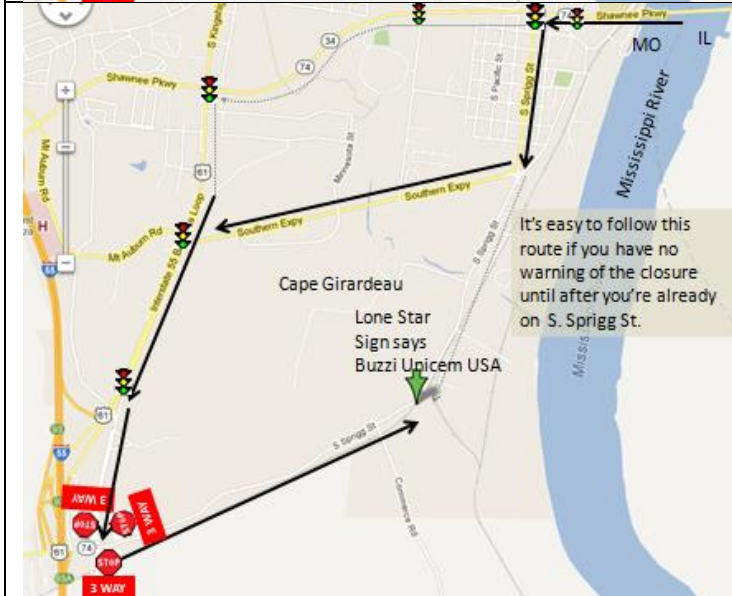 74
Shawnee Pkwy
MO
IL
34
74
S Pacific St
S Sprigg St
Shawnee Pkwy
Mt Auburn Rd
61
Minnesota St
Mississippi River
Southern Expy
Southern Expy
Mt Auburn Rd
H
55
Interstate 55
Loop
S Sprigg St
It's easy to follow this
route if you have no
warning of the closure
until after you're already
on S. Sprigg St.
Cape Girardeau
Lone Star
Sign says
Buzzi Unicem USA
61
55
S Sprigg St
Commerce Rd
3 WAY
3 WAY
STOP
STOP
61
74
STOP
3 WAY